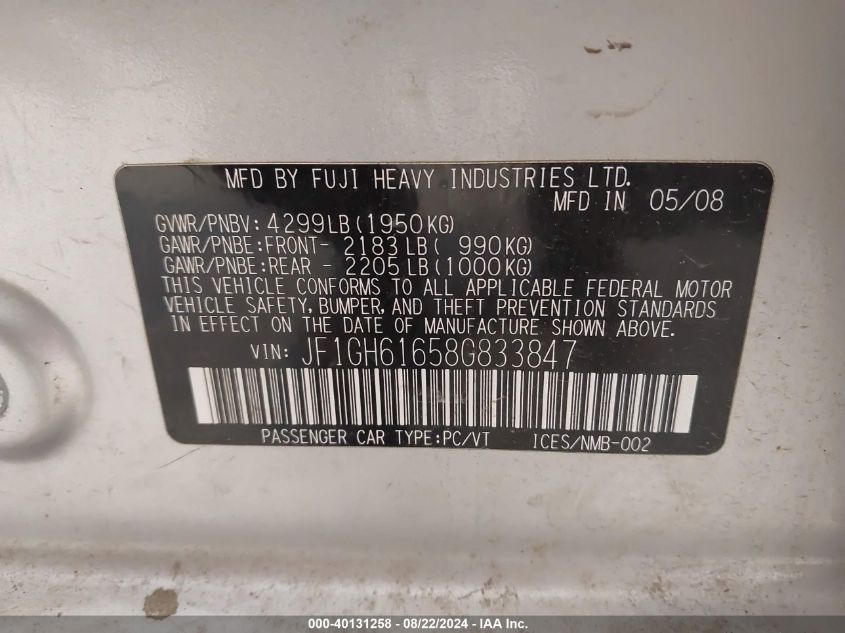 MFD BY FUJI HEAVY INDUSTRIES LTD.
MFD IN 05/08
GVWR/PNBV: 4299LB(1950KG)
GAWR/PNBE:FRONT- 2183LB( 990KG)
GAWR/PNBE:REAR - 2205LB(1000KG)
THIS VEHICLE CONFORMS TO ALL APPLICABLE FEDERAL MOTOR
VEHICLE SAFETY, BUMPER, AND THEFT PREVENTION STANDARDS
IN EFFECT ON THE DATE OF MANUFACTURE SHOWN ABOVE.
VIN: JF1GH61658G833847
PASSENGER CAR TYPE:PC/VT ICES/NMB-002
000-40131258 - 08/22/2024 - IAA Inc.